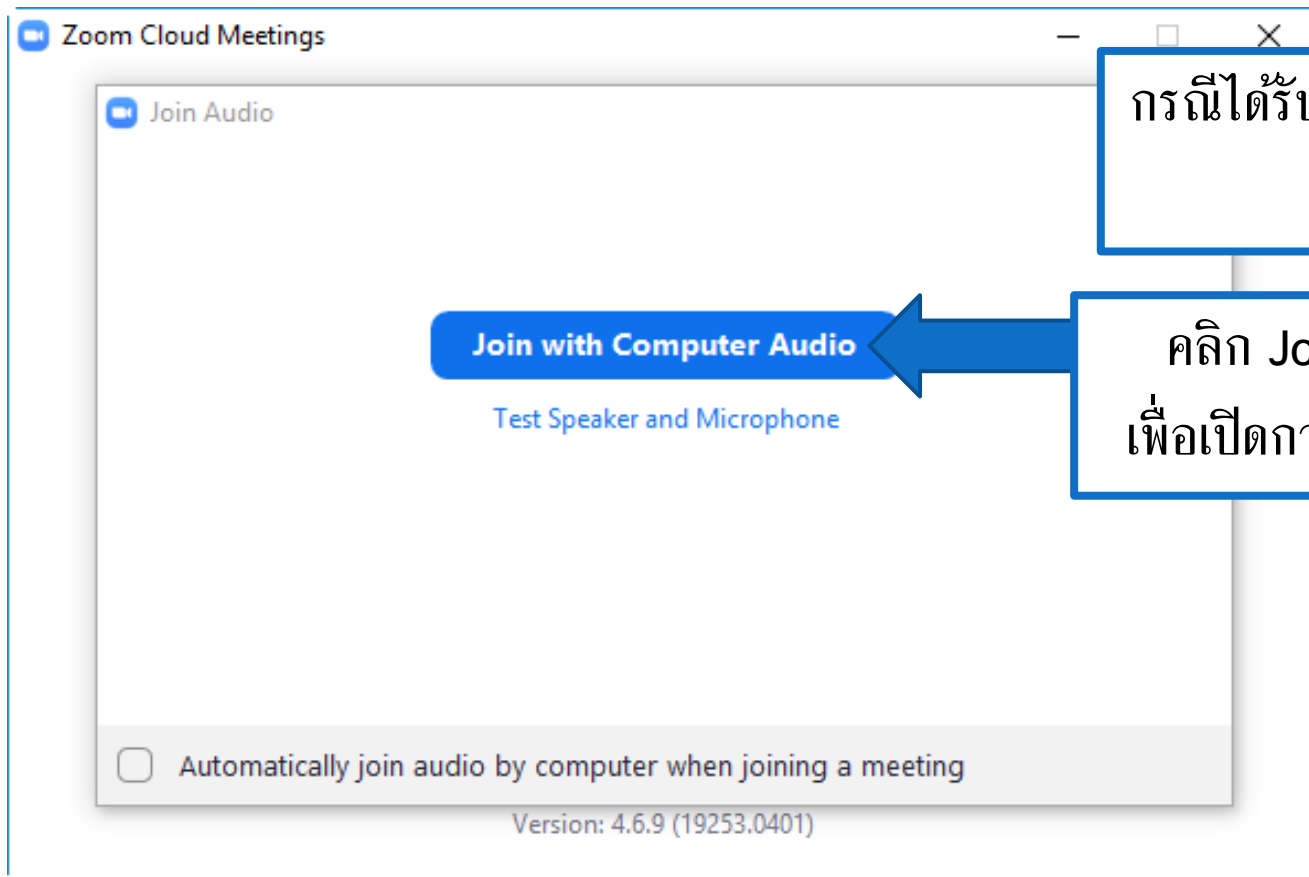 Zoom Cloud Meetings
Join Audio
กรณีได้รับ
Join with Computer Audio
คลิก Jo
เพื่อเปิดกา
Test Speaker and Microphone
Automatically join audio by computer when joining a meeting
Version: 4.6.9 (19253.0401)